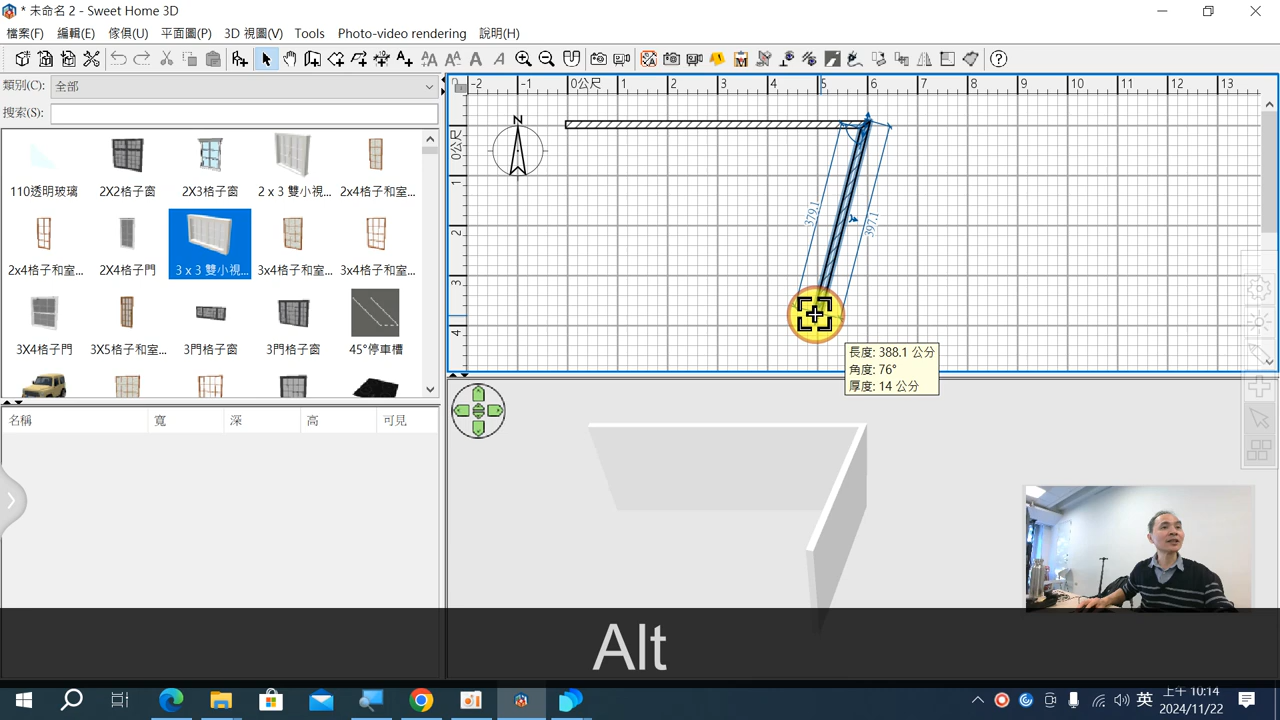 * 未命名 2 - Sweet Home 3D
檔案(F) 編輯(E) 傢俱(U) 平面圖(P) 3D 視圖(V) Tools Photo-video rendering 說明(H)
類別(C): 全部
搜索(S):
110透明玻璃 2X2格子窗 2X3格子窗 2 x 3 雙小視... 2x4格子和室...
2x4格子和室... 2X4格子門 3 x 3 雙小視... 3x4格子和室... 3x4格子和室...
3X4格子門 3X5格子和室... 3門格子窗 3門格子窗 45°停車槽
名稱 寬 深 高 可見
-2 -1 0公尺 1 2 3 4 5 6 7 8 9 10 11 12 13
0公尺
1
2
3
4
N
379.1
397.1
長度: 388.1 公分
角度: 76°
厚度: 14 公分
Alt
英
上午 10:14
2024/11/22